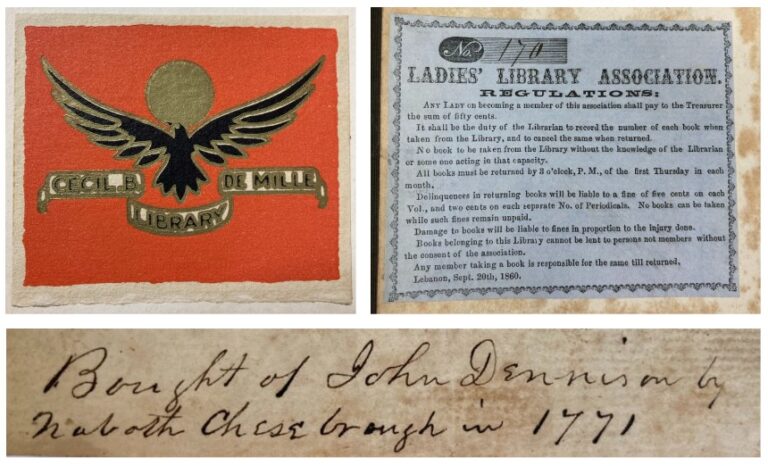 CECIL B. DE MILLE
LIBRARY
No. 170
LADIES' LIBRARY ASSOCIATION.
REGULATIONS:
ANY LADY on becoming a member of this association shall pay to the Treasurer
the sum of fifty cents.
It shall be the duty of the Librarian to record the number of each book when
taken from the Library, and to cancel the same when returned.
No book to be taken from the Library without the knowledge of the Librarian
or some one acting in that capacity.
All books must be returned by 3 o'clock, P. M., of the first Thursday in each
month.
Delinquences in returning books will be liable to a fine of five cents on each
Vol., and two cents on each separate No. of Periodicals. No books can be taken
while such fines remain unpaid.
Damage to books will be liable to fines in proportion to the injury done.
Books belonging to this Library cannot be lent to persons not members without
the consent of the association.
Any member taking a book is responsible for the same till returned,
Lebanon, Sept. 20th, 1860.
Bought of John Dennison by
Naboth Chesebrough in 1771